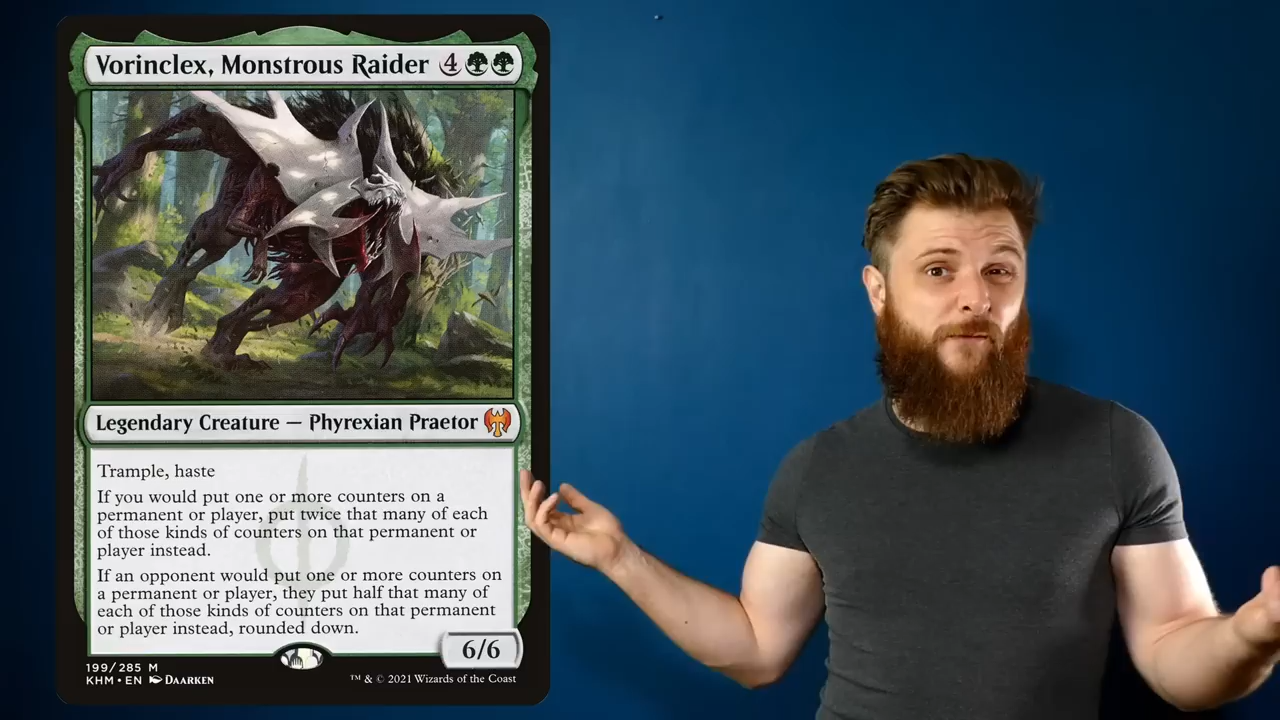 Vorinclex, Monstrous Raider 4
Legendary Creature — Phyrexian Praetor
Trample, haste
If you would put one or more counters on a
permanent or player, put twice that many of each
of those kinds of counters on that permanent or
player instead.
If an opponent would put one or more counters on
a permanent or player, they put half that many of
each of those kinds of counters on that permanent
or player instead, rounded down.
6/6
199/285 M
KHM • EN Daarken
™ & © 2021 Wizards of the Coast